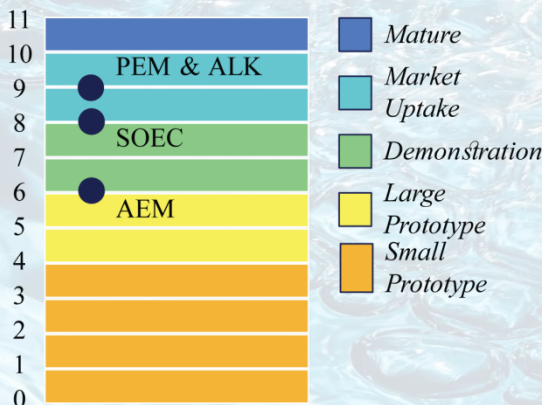 11
10
9
8
7
6
5
4
3
2
1
0
PEM & ALK
SOEC
AEM
Mature
Market
Uptake
Demonstration
Large
Prototype
Small
Prototype